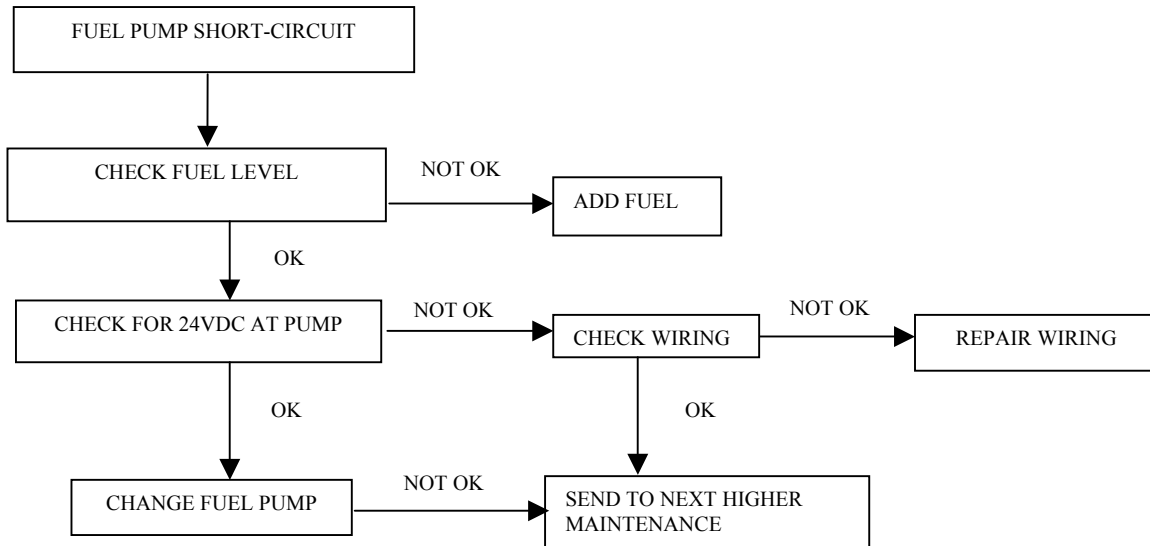 FUEL PUMP SHORT-CIRCUIT
CHECK FUEL LEVEL
NOT OK
ADD FUEL
OK
CHECK FOR 24VDC AT PUMP
NOT OK
CHECK WIRING
NOT OK
REPAIR WIRING
OK
OK
CHANGE FUEL PUMP
NOT OK
SEND TO NEXT HIGHER
MAINTENANCE